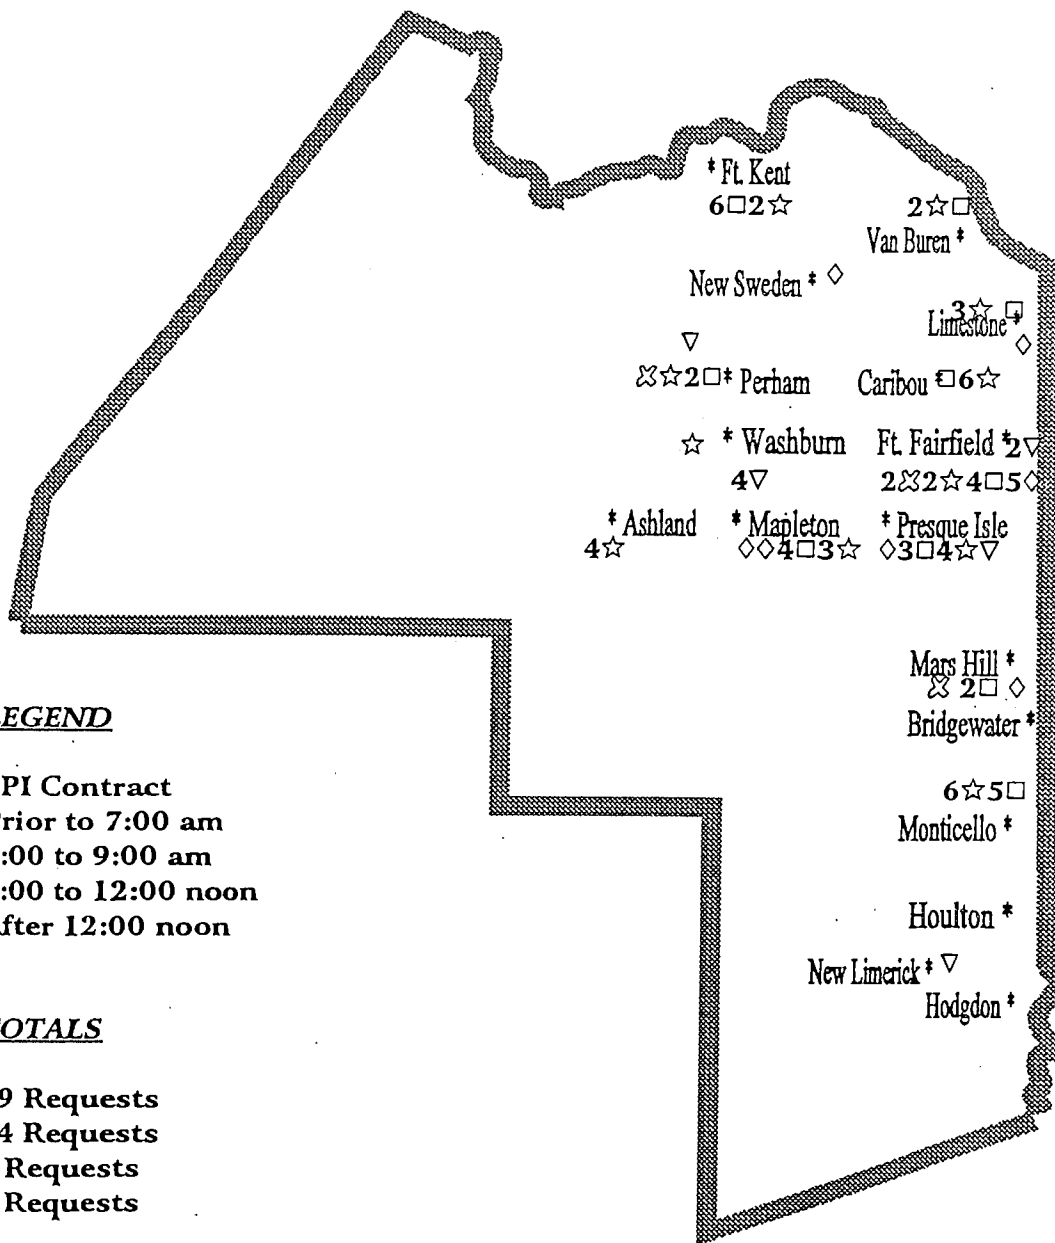 * Ft. Kent
6□2☆
2☆□
Van Buren *
New Sweden * ◇
3☆ □
Limestone *
◇
▽
☆2□* Perham
Caribou *□6☆
☆ * Washburn
Ft. Fairfield *2▽
4▽
2 2☆4□5◇
* Ashland
4☆
* Mapleton
◇◇4□3☆
* Presque Isle
◇3□4☆▽
Mars Hill *
2□ ◇
Bridgewater *
6☆5□
Monticello *
Houlton *
New Limerick * ▽
Hodgdon *
EGEND
PI Contract
rior to 7:00 am
:00 to 9:00 am
:00 to 12:00 noon
fter 12:00 noon
OTALS
9 Requests
4 Requests
Requests
Requests